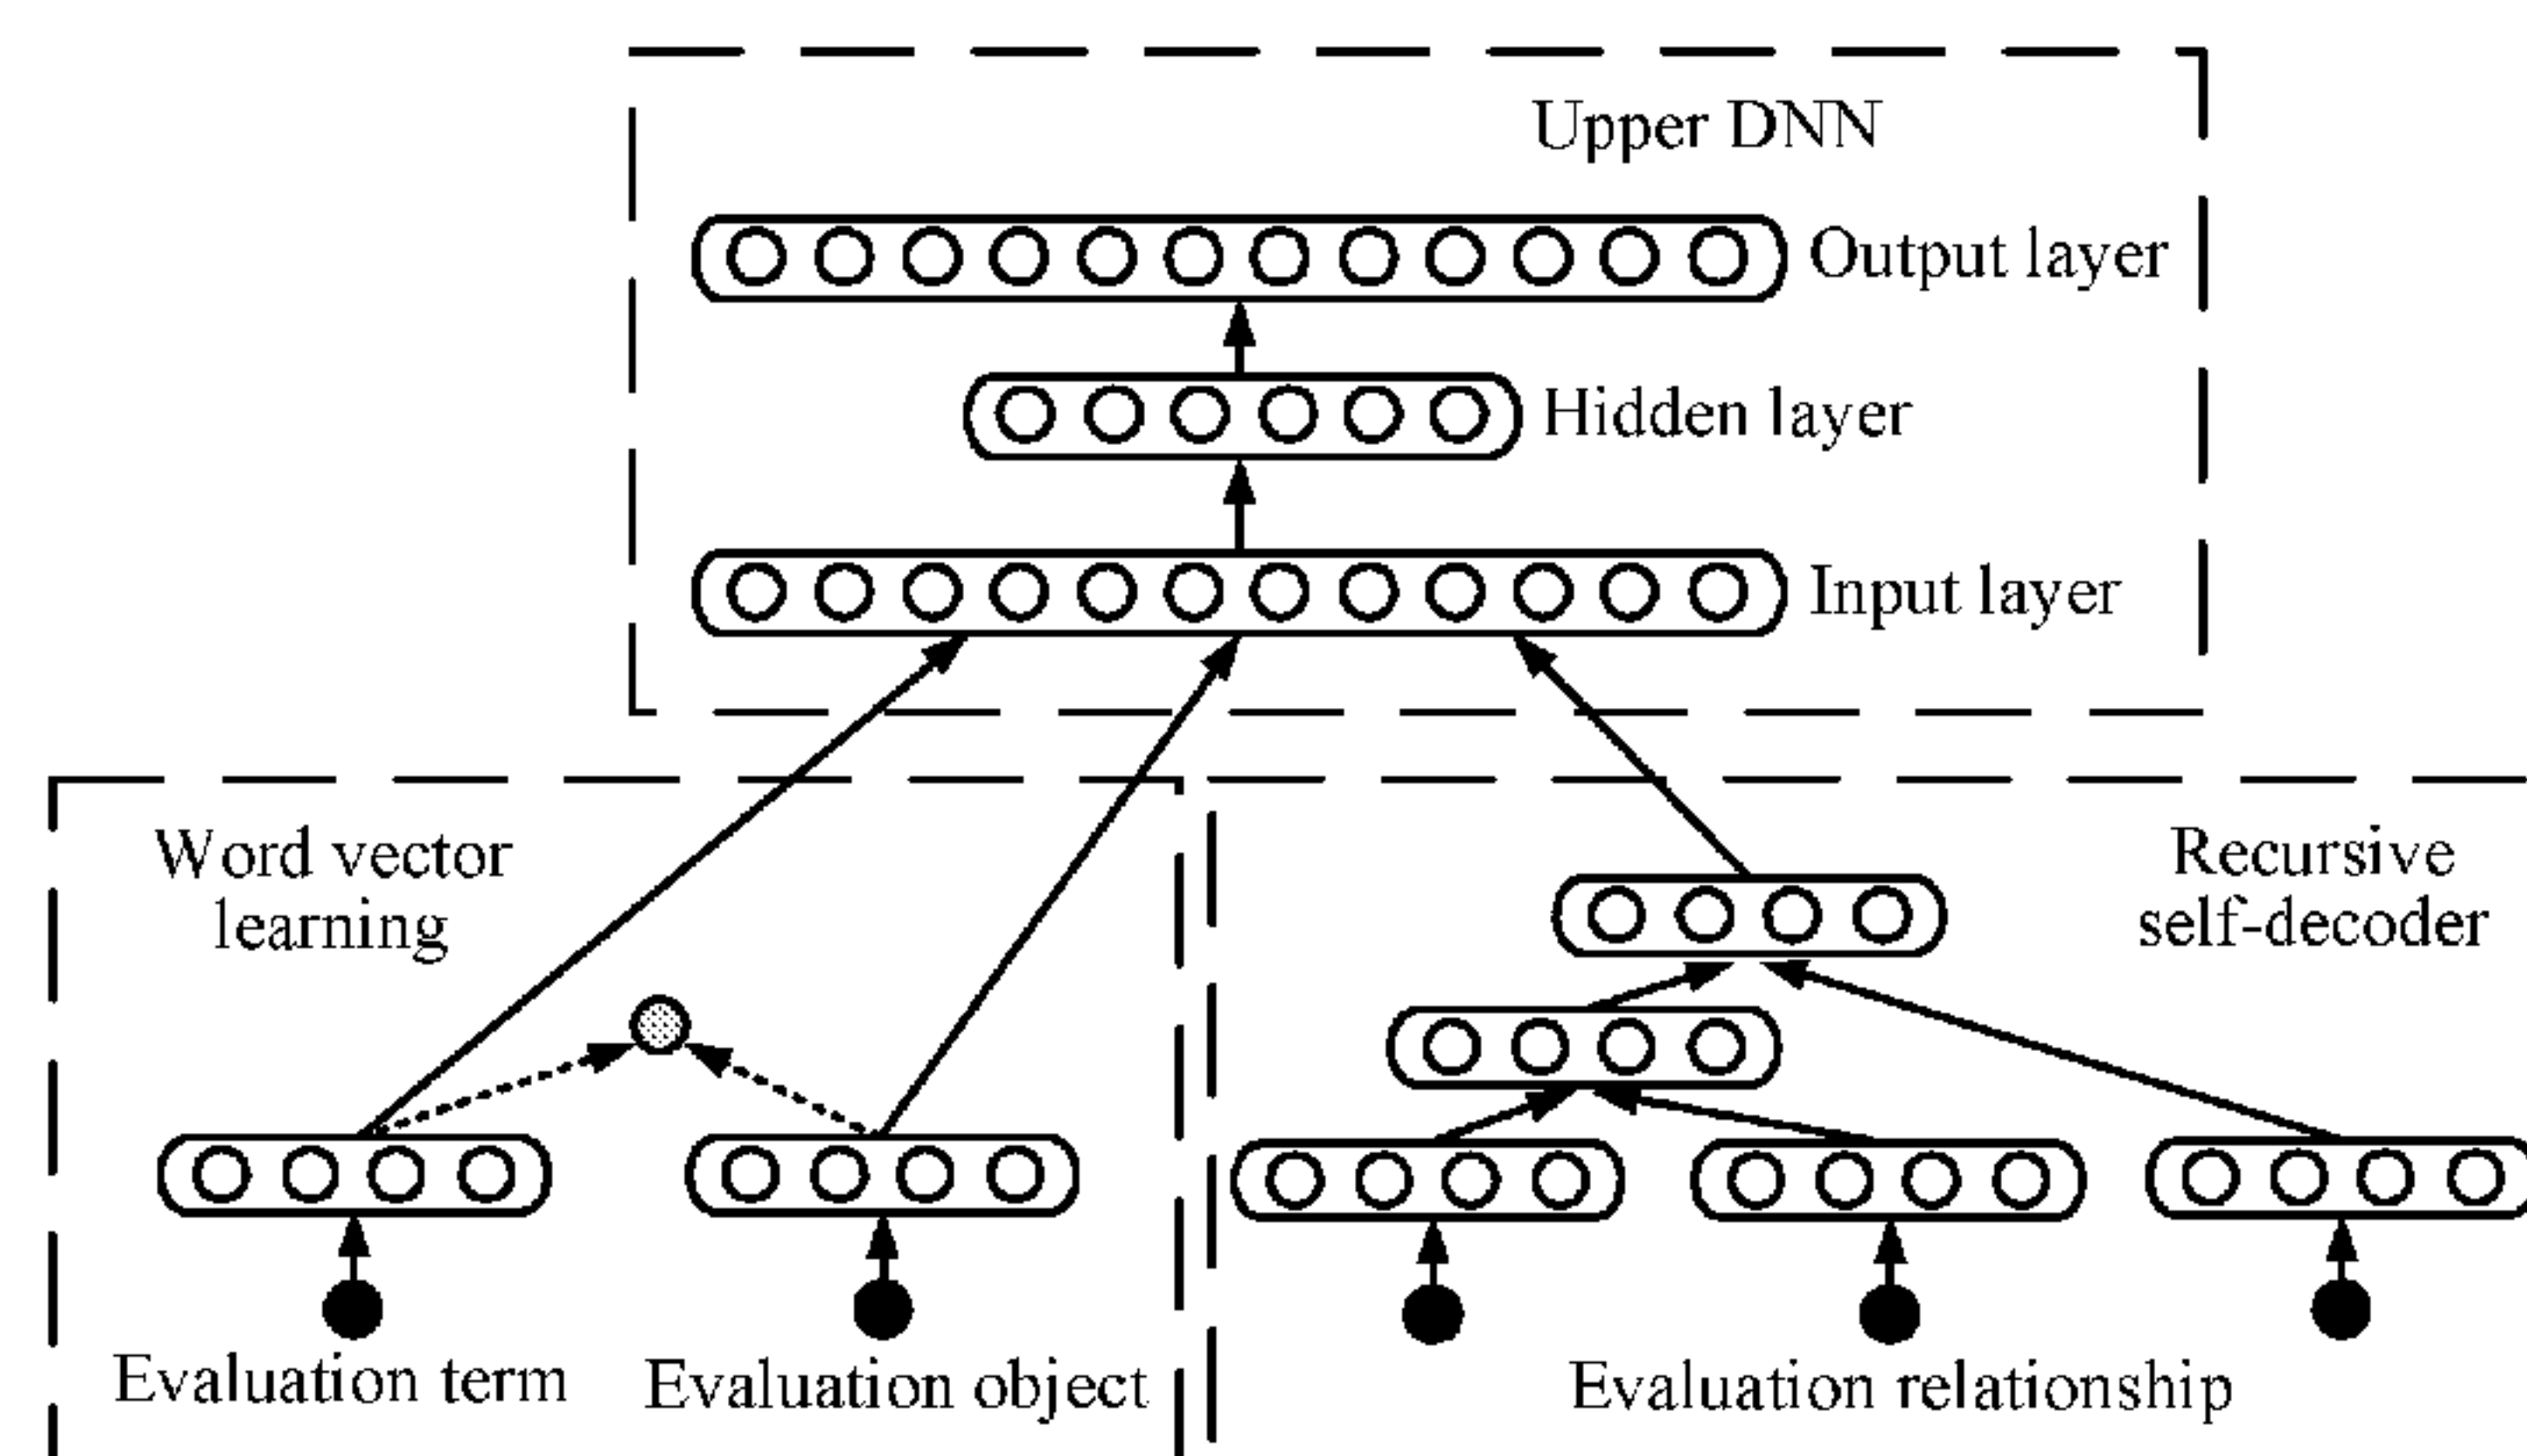 Upper DNN
Output layer
Hidden layer
Input layer
Word vector
learning
Recursive
self-decoder
Evaluation term
Evaluation object
Evaluation relationship